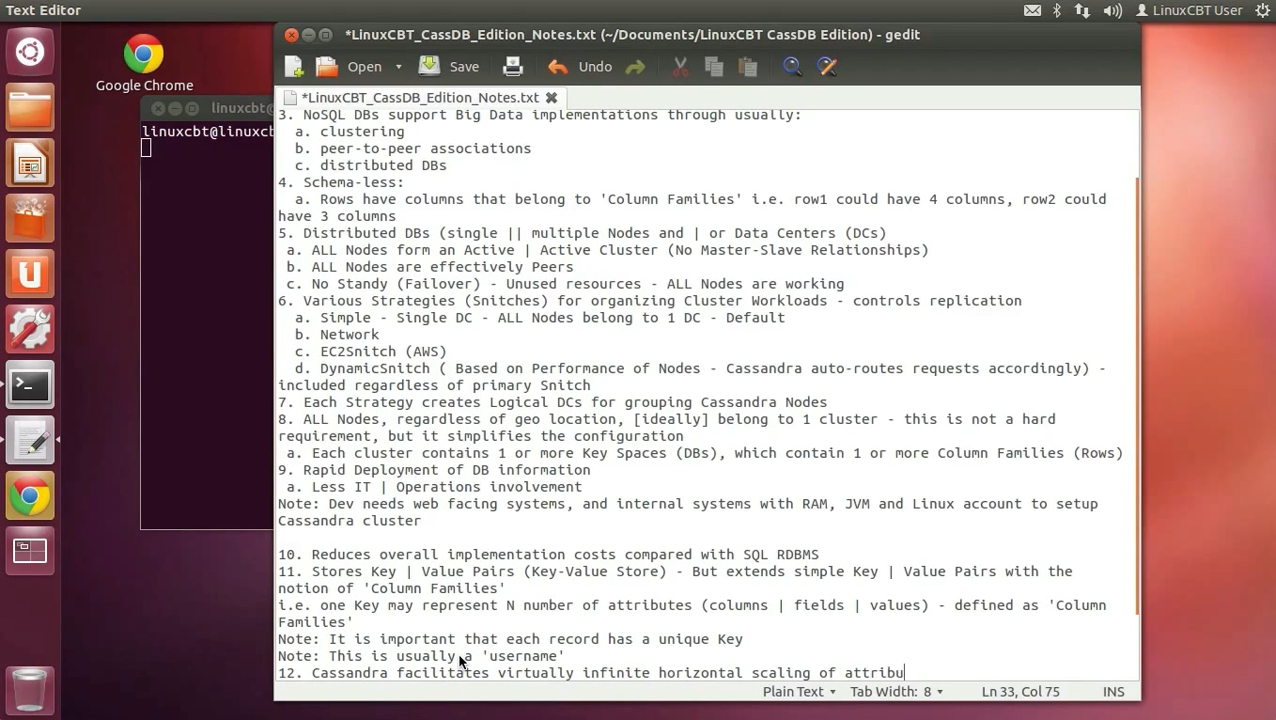 Text Editor
LinuxCBT User
*LinuxCBT_CassDB_Edition_Notes.txt (~/Documents/LinuxCBT CassDB Edition) - gedit
Open
Save
Undo
Google Chrome
*LinuxCBT_CassDB_Edition_Notes.txt
linuxcbt@
linuxcbt@linuxcb
3. NoSQL DBs support Big Data implementations through usually:
a. clustering
b. peer-to-peer associations
c. distributed DBs
4. Schema-less:
a. Rows have columns that belong to 'Column Families' i.e. row1 could have 4 columns, row2 could
have 3 columns
5. Distributed DBs (single || multiple Nodes and | or Data Centers (DCs)
a. ALL Nodes form an Active | Active Cluster (No Master-Slave Relationships)
b. ALL Nodes are effectively Peers
c. No Standy (Failover) - Unused resources - ALL Nodes are working
6. Various Strategies (Snitches) for organizing Cluster Workloads - controls replication
a. Simple - Single DC - ALL Nodes belong to 1 DC - Default
b. Network
c. EC2Snitch (AWS)
d. DynamicSnitch ( Based on Performance of Nodes - Cassandra auto-routes requests accordingly) -
included regardless of primary Snitch
7. Each Strategy creates Logical DCs for grouping Cassandra Nodes
8. ALL Nodes, regardless of geo location, [ideally] belong to 1 cluster - this is not a hard
requirement, but it simplifies the configuration
a. Each cluster contains 1 or more Key Spaces (DBs), which contain 1 or more Column Families (Rows)
9. Rapid Deployment of DB information
a. Less IT | Operations involvement
Note: Dev needs web facing systems, and internal systems with RAM, JVM and Linux account to setup
Cassandra cluster
10. Reduces overall implementation costs compared with SQL RDBMS
11. Stores Key | Value Pairs (Key-Value Store) - But extends simple Key | Value Pairs with the
notion of 'Column Families'
i.e. one Key may represent N number of attributes (columns | fields | values) - defined as 'Column
Families'
Note: It is important that each record has a unique Key
Note: This is usually a 'username'
12. Cassandra facilitates virtually infinite horizontal scaling of attribu
Plain Text
Tab Width: 8
Ln 33, Col 75
INS